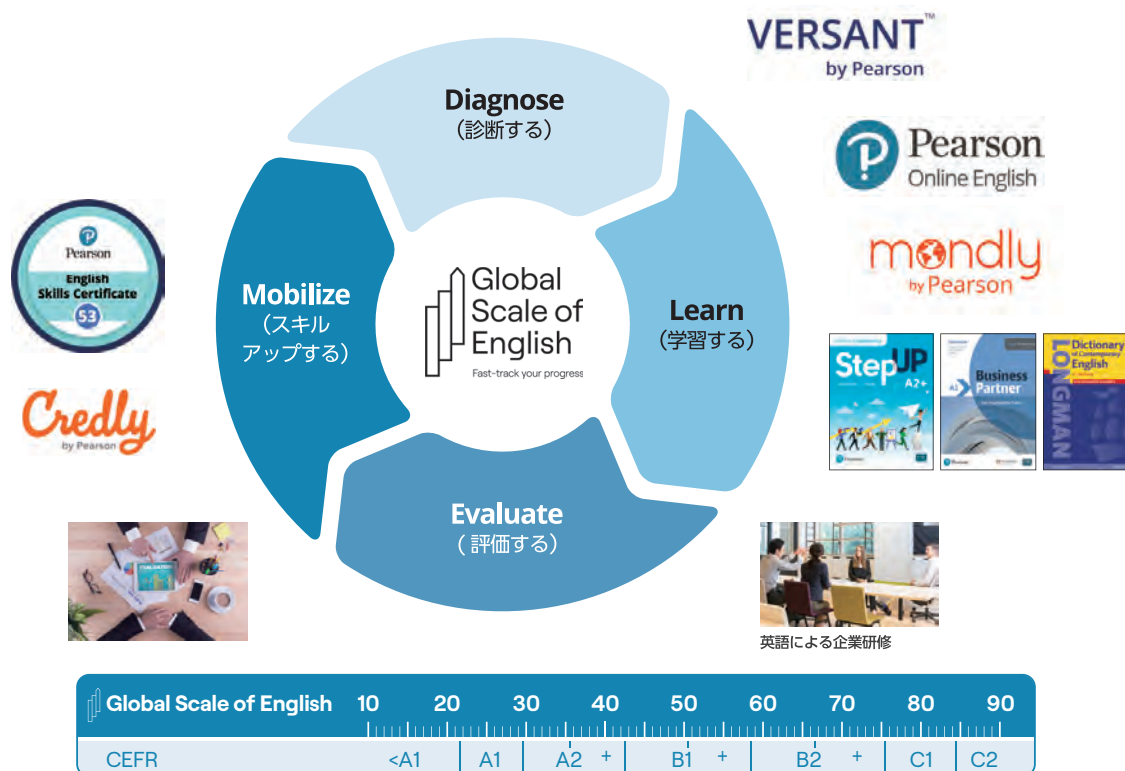 VERSANT™
by Pearson
Diagnose
（診断する）
Pearson
Online English
mondly
by Pearson
Pearson
English
Skills Certificate
53
Mobilize
（スキル
アップする）
Global
Scale of
English
Fast-track your progress
Learn
（学習する）
StepUP
A2+
Pearson
A1
Business
Partner
Pearson
LONGMAN
Dictionary
of Contemporary
English
Credly
by Pearson
Evaluate
（評価する）
EVALUATION
英語による企業研修
Global Scale of English 10 20 30 40 50 60 70 80 90
CEFR <A1 A1 A2 + B1 + B2 + C1 C2